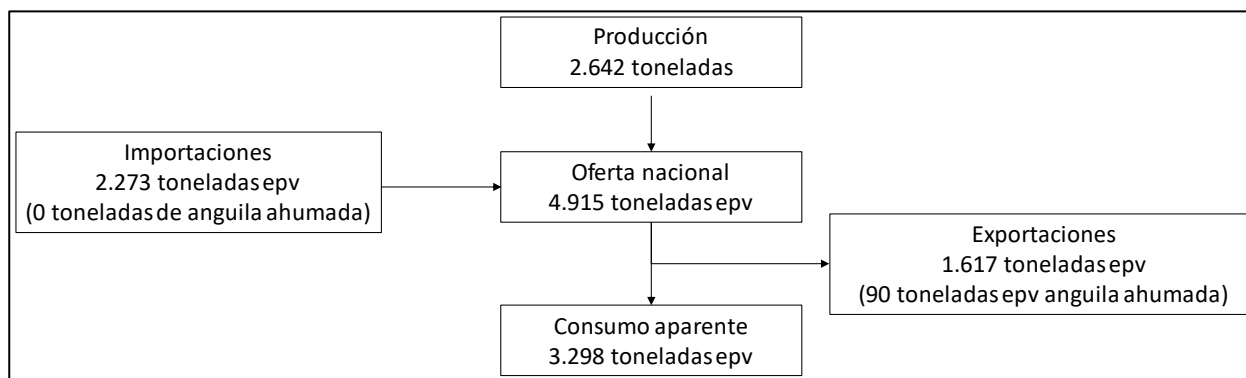 Producción
2.642 toneladas
Importaciones
2.273 toneladas epv
(0 toneladas de anguila ahumada)
Oferta nacional
4.915 toneladas epv
Exportaciones
1.617 toneladas epv
(90 toneladas epv anguila ahumada)
Consumo aparente
3.298 toneladas epv